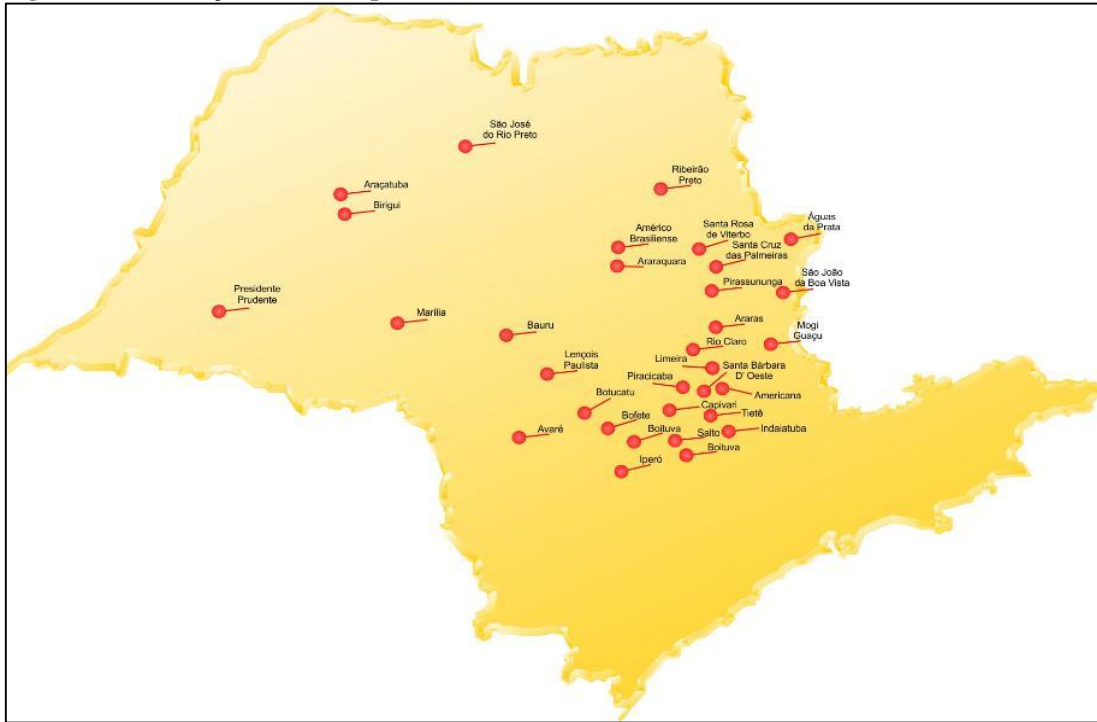 São José
do Rio Preto
Ribeirão
Preto
Araçatuba
Birigui
Águas
da Prata
Américo
Brasiliense
Santa Rosa
de Viterbo
Santa Cruz
das Palmeiras
Araraquara
Pirassununga
São João
da Boa Vista
Presidente
Prudente
Marília
Bauru
Araras
Mogi
Guaçu
Rio Claro
Lençois
Paulista
Limeira
Santa Bárbara
D' Oeste
Piracicaba
Americana
Botucatu
Capivari
Tietê
Bofete
Indaiatuba
Avaré
Boituva
Salto
Boituva
Iperó